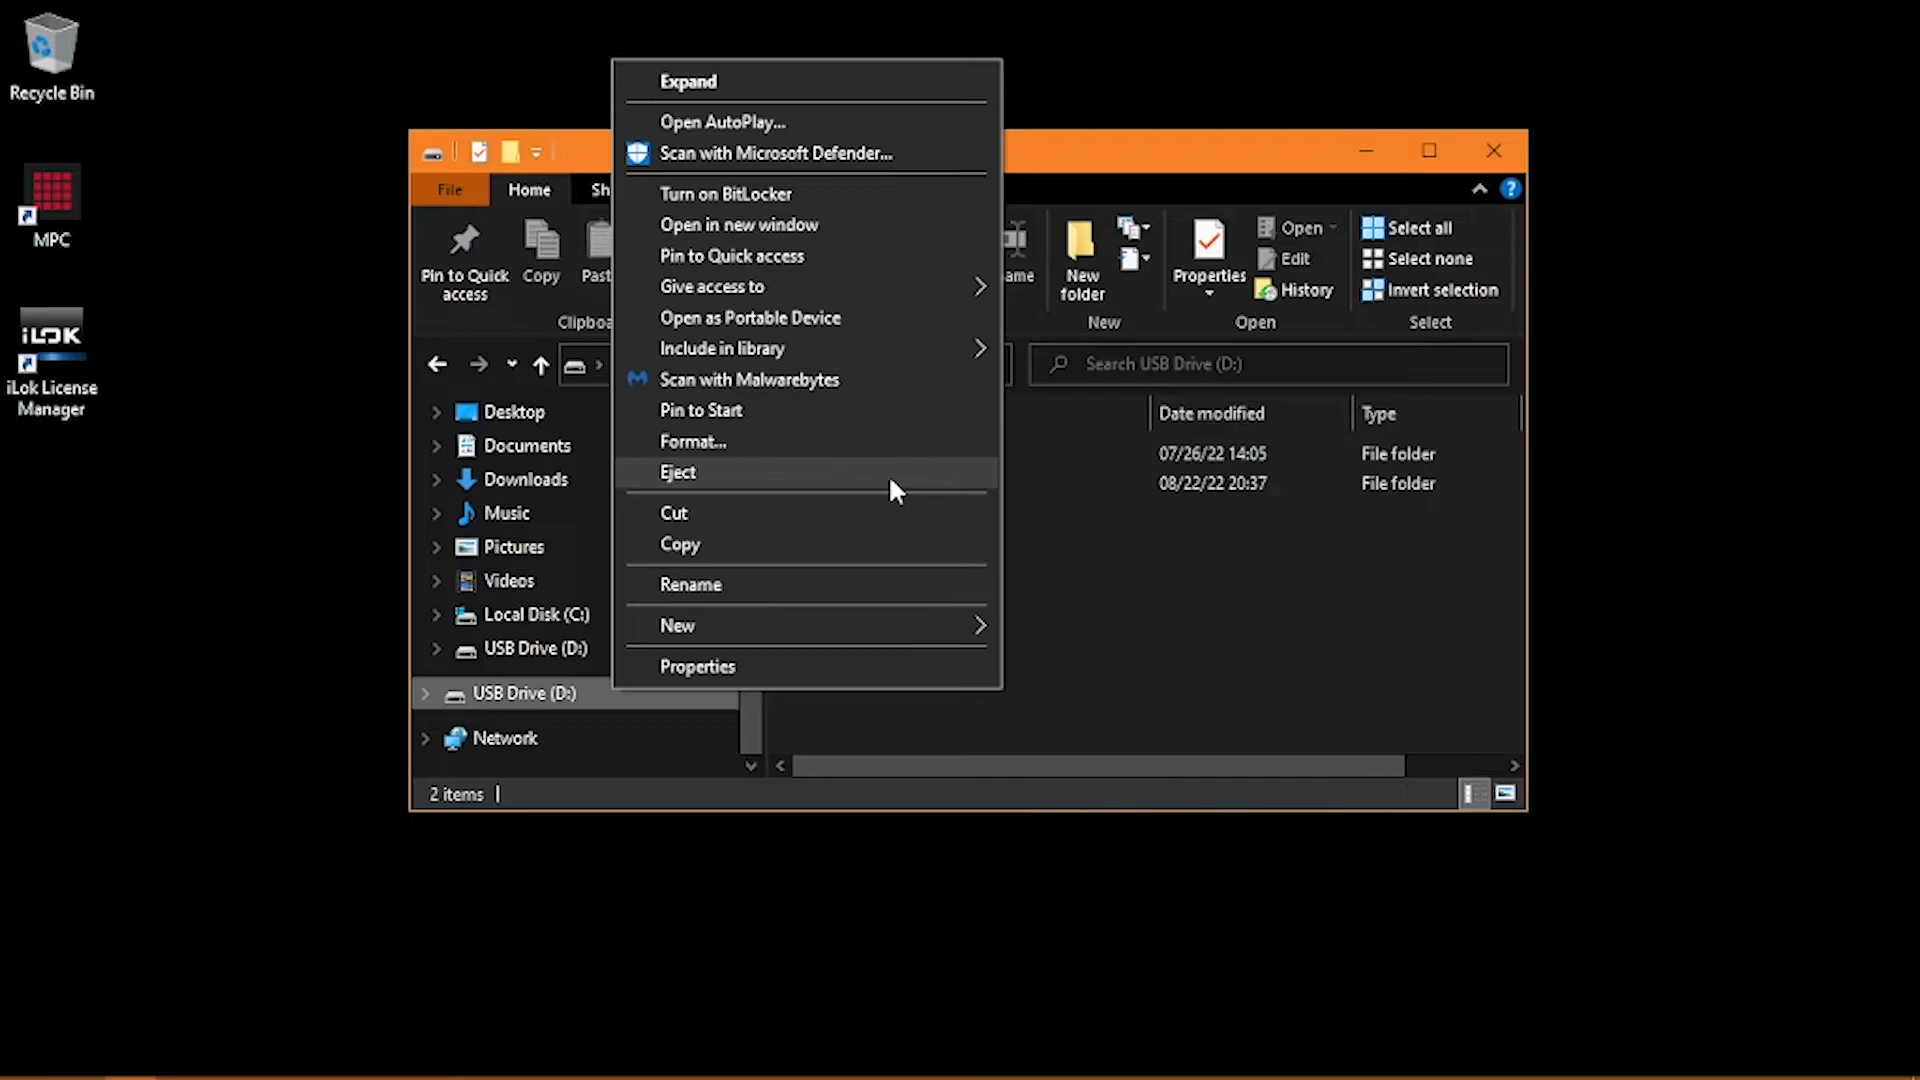 Recycle Bin
MPC
iLOK
iLok License
Manager
File
Home
Sh
Pin to Quick
access
Copy
Past
Clipboa
ame
New
folder
New
Properties
Open
Edit
History
Open
Select all
Select none
Invert selection
Select
Search USB Drive (D:)
Desktop
Documents
Downloads
Music
Pictures
Videos
Local Disk (C:)
USB Drive (D:)
USB Drive (D:)
Network
2 items
Date modified
Type
07/26/22 14:05
File folder
08/22/22 20:37
File folder
Expand
Open AutoPlay...
Scan with Microsoft Defender...
Turn on BitLocker
Open in new window
Pin to Quick access
Give access to
Open as Portable Device
Include in library
Scan with Malwarebytes
Pin to Start
Format...
Eject
Cut
Copy
Rename
New
Properties